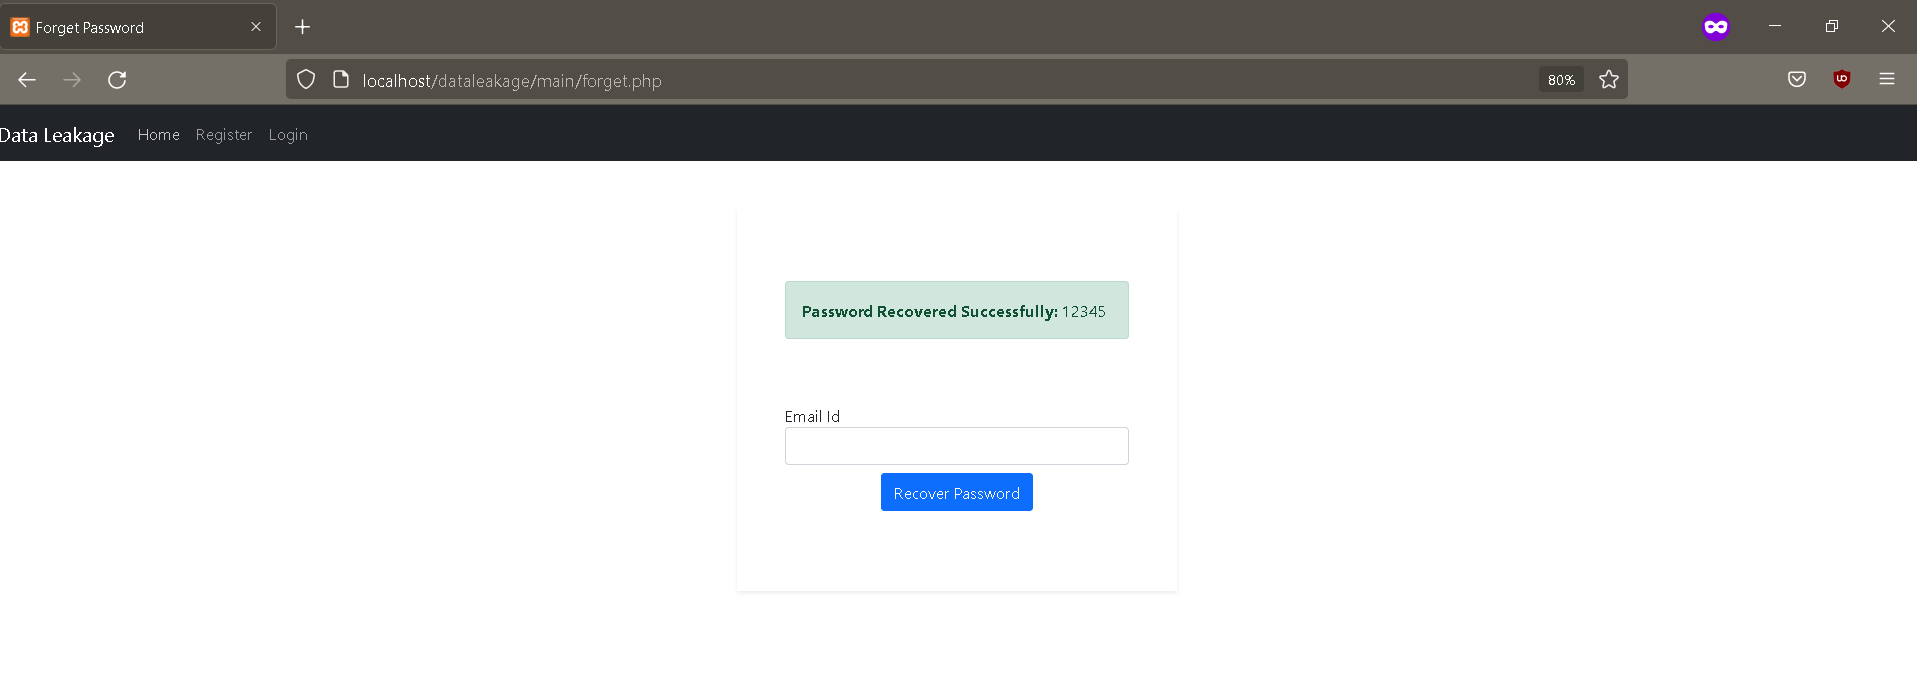 Forget Password
localhost/dataleakage/main/forget.php
80%
Data Leakage Home Register Login
Password Recovered Successfully: 12345
Email Id
Recover Password